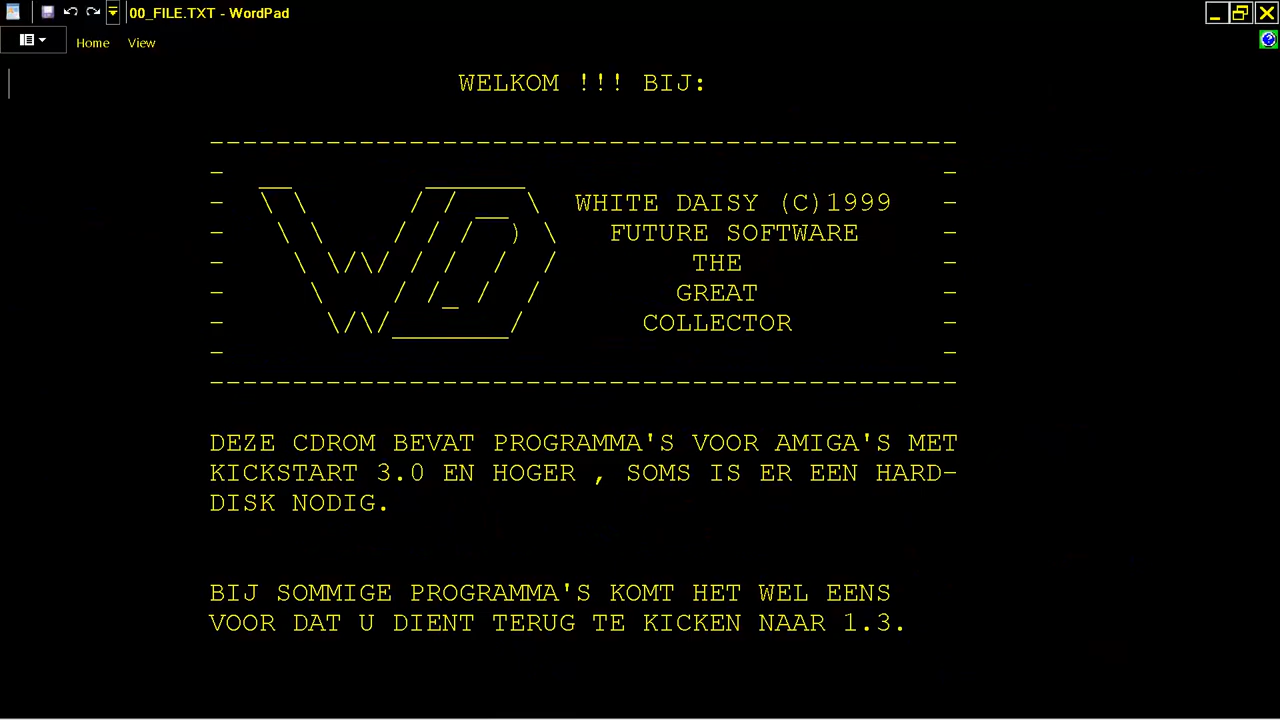 00_FILE.TXT - WordPad
Home View
WELKOM !!! BIJ:
WHITE DAISY (C)1999
FUTURE SOFTWARE
THE
GREAT
COLLECTOR
DEZE CDROM BEVAT PROGRAMMA'S VOOR AMIGA'S MET
KICKSTART 3.0 EN HOGER , SOMS IS ER EEN HARD-
DISK NODIG.
BIJ SOMMIGE PROGRAMMA'S KOMT HET WEL EENS
VOOR DAT U DIENT TERUG TE KICKEN NAAR 1.3.